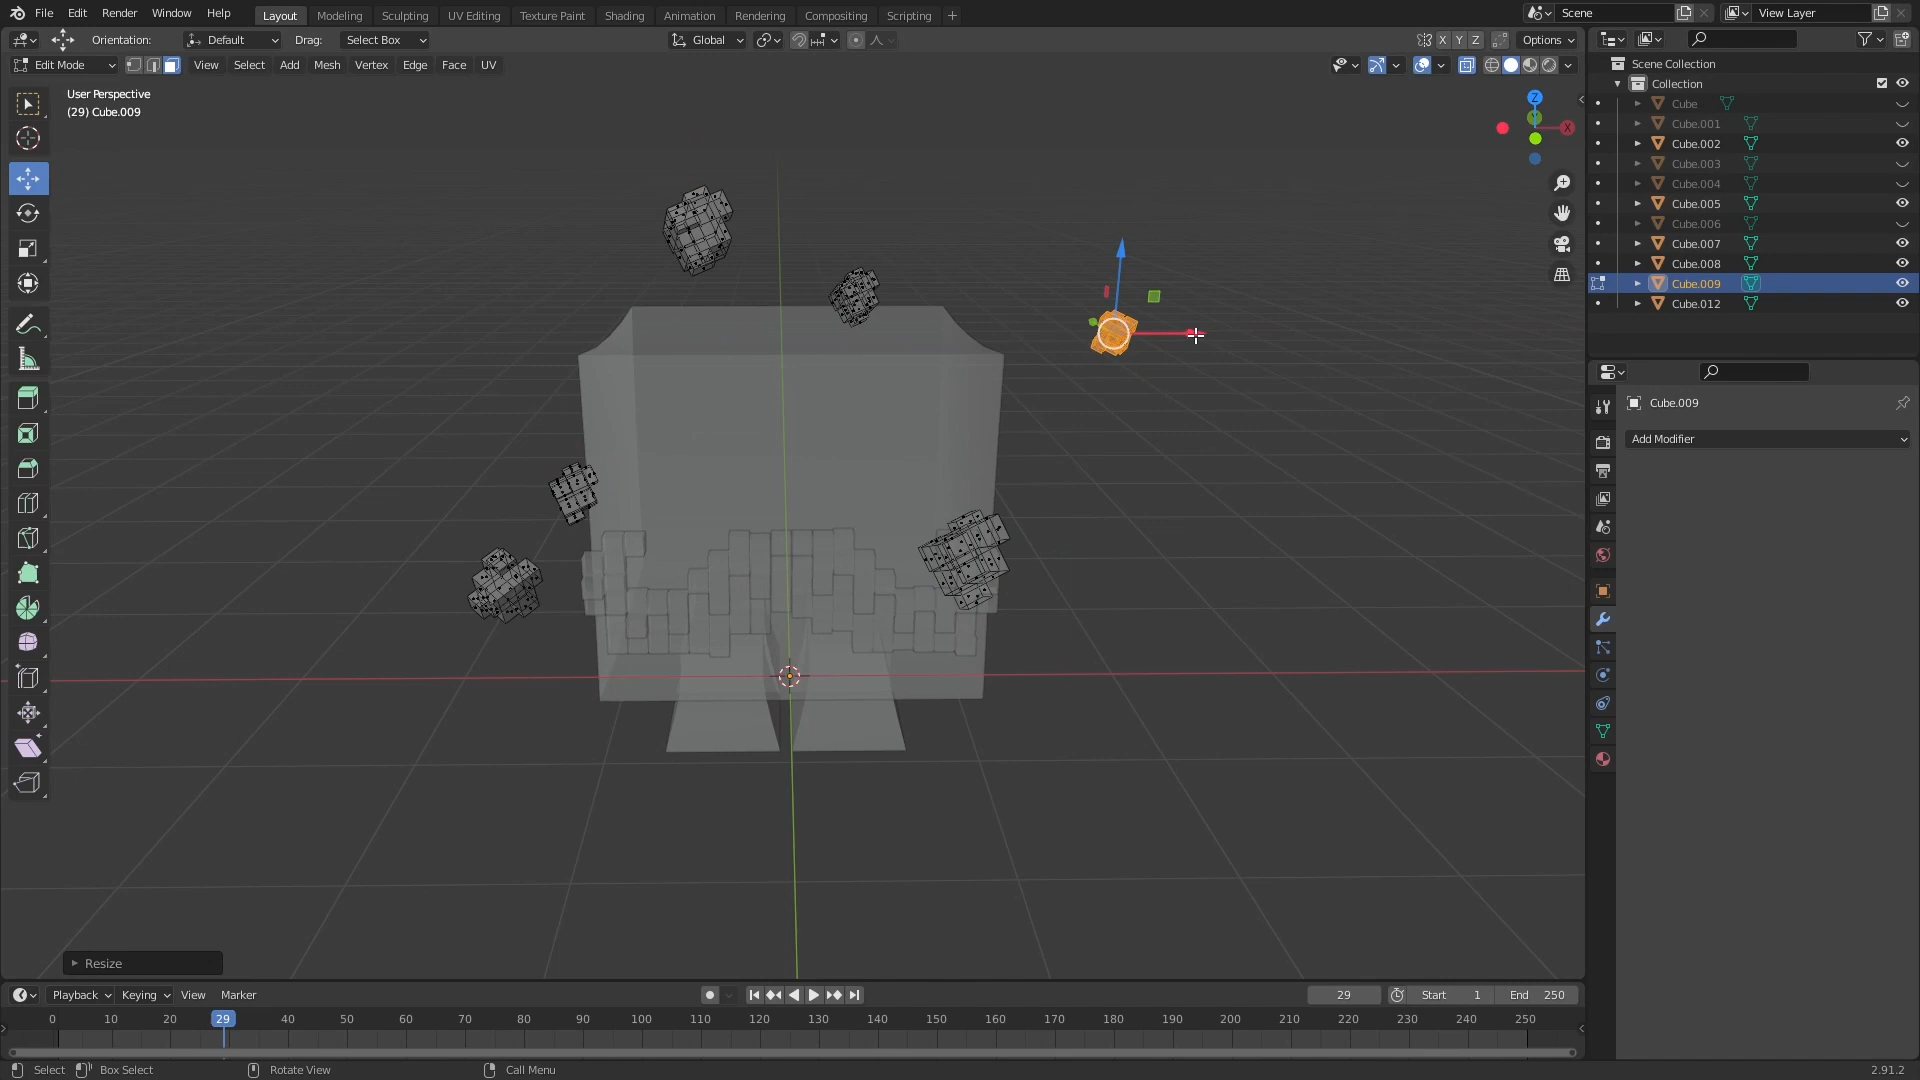 File Edit Render Window Help Layout Modeling Sculpting UV Editing Texture Paint Shading Animation Rendering Compositing Scripting + Scene View Layer
Orientation: Default Drag: Select Box Global X Y Z Options
Edit Mode View Select Add Mesh Vertex Edge Face UV
User Perspective
(29) Cube.009
Z
X
Scene Collection
Collection
Cube
Cube.001
Cube.002
Cube.003
Cube.004
Cube.005
Cube.006
Cube.007
Cube.008
Cube.009
Cube.012
Cube.009
Add Modifier
Resize
Playback Keying View Marker 29 Start 1 End 250
0 10 20 29 40 50 60 70 80 90 100 110 120 130 140 150 160 170 180 190 200 210 220 230 240 250
Select Box Select Rotate View Call Menu 2.91.2